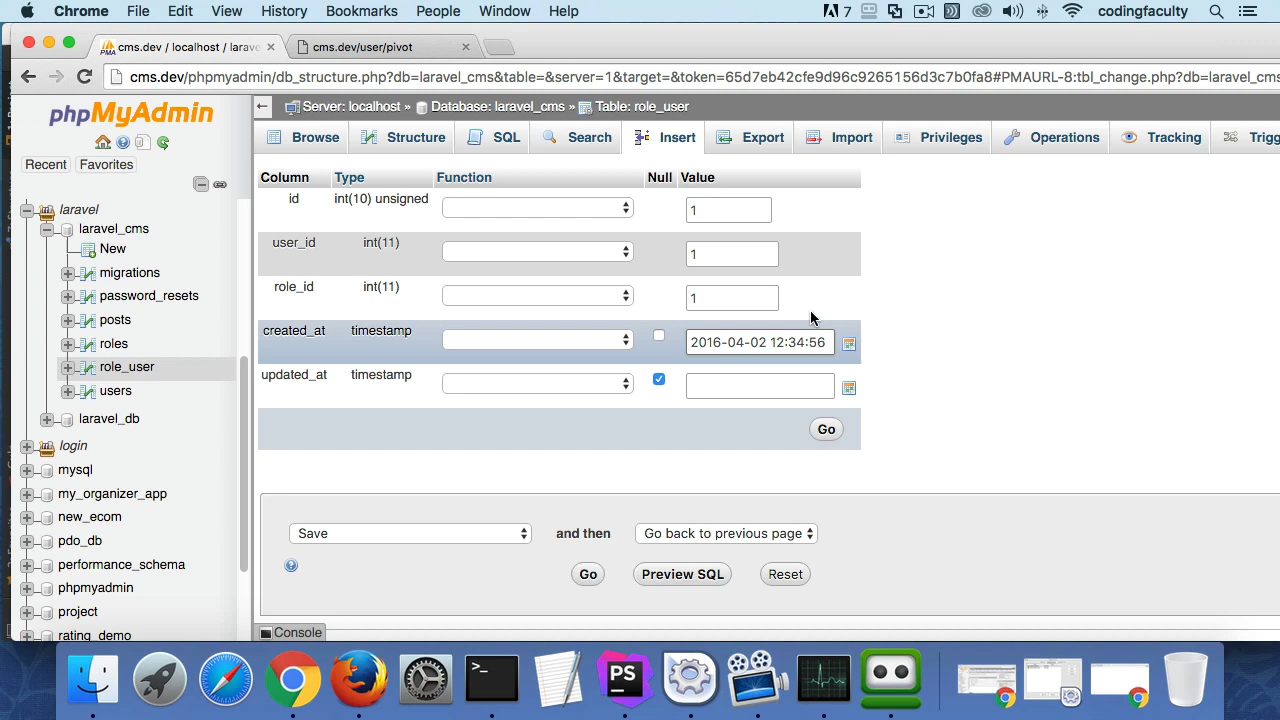 Chrome File Edit View History Bookmarks People Window Help 7 codingfaculty
cms.dev / localhost / larave cms.dev/user/pivot
cms.dev/phpmyadmin/db_structure.php?db=laravel_cms&table=&server=1&target=&token=65d7eb42cfe9d96c9265156d3c7b0fa8#PMAURL-8:tbl_change.php?db=laravel_cms
phpMyAdmin
Recent Favorites
laravel
laravel_cms
New
migrations
password_resets
posts
roles
role_user
users
laravel_db
login
mysql
my_organizer_app
new_ecom
pdo_db
performance_schema
phpmyadmin
project
rating_demo
Server: localhost » Database: laravel_cms » Table: role_user
Browse Structure SQL Search Insert Export Import Privileges Operations Tracking Trigg
Column Type Function Null Value
id int(10) unsigned 1
user_id int(11) 1
role_id int(11) 1
created_at timestamp 2016-04-02 12:34:56
updated_at timestamp
Go
Save and then Go back to previous page
Go Preview SQL Reset
Console
>_ PS